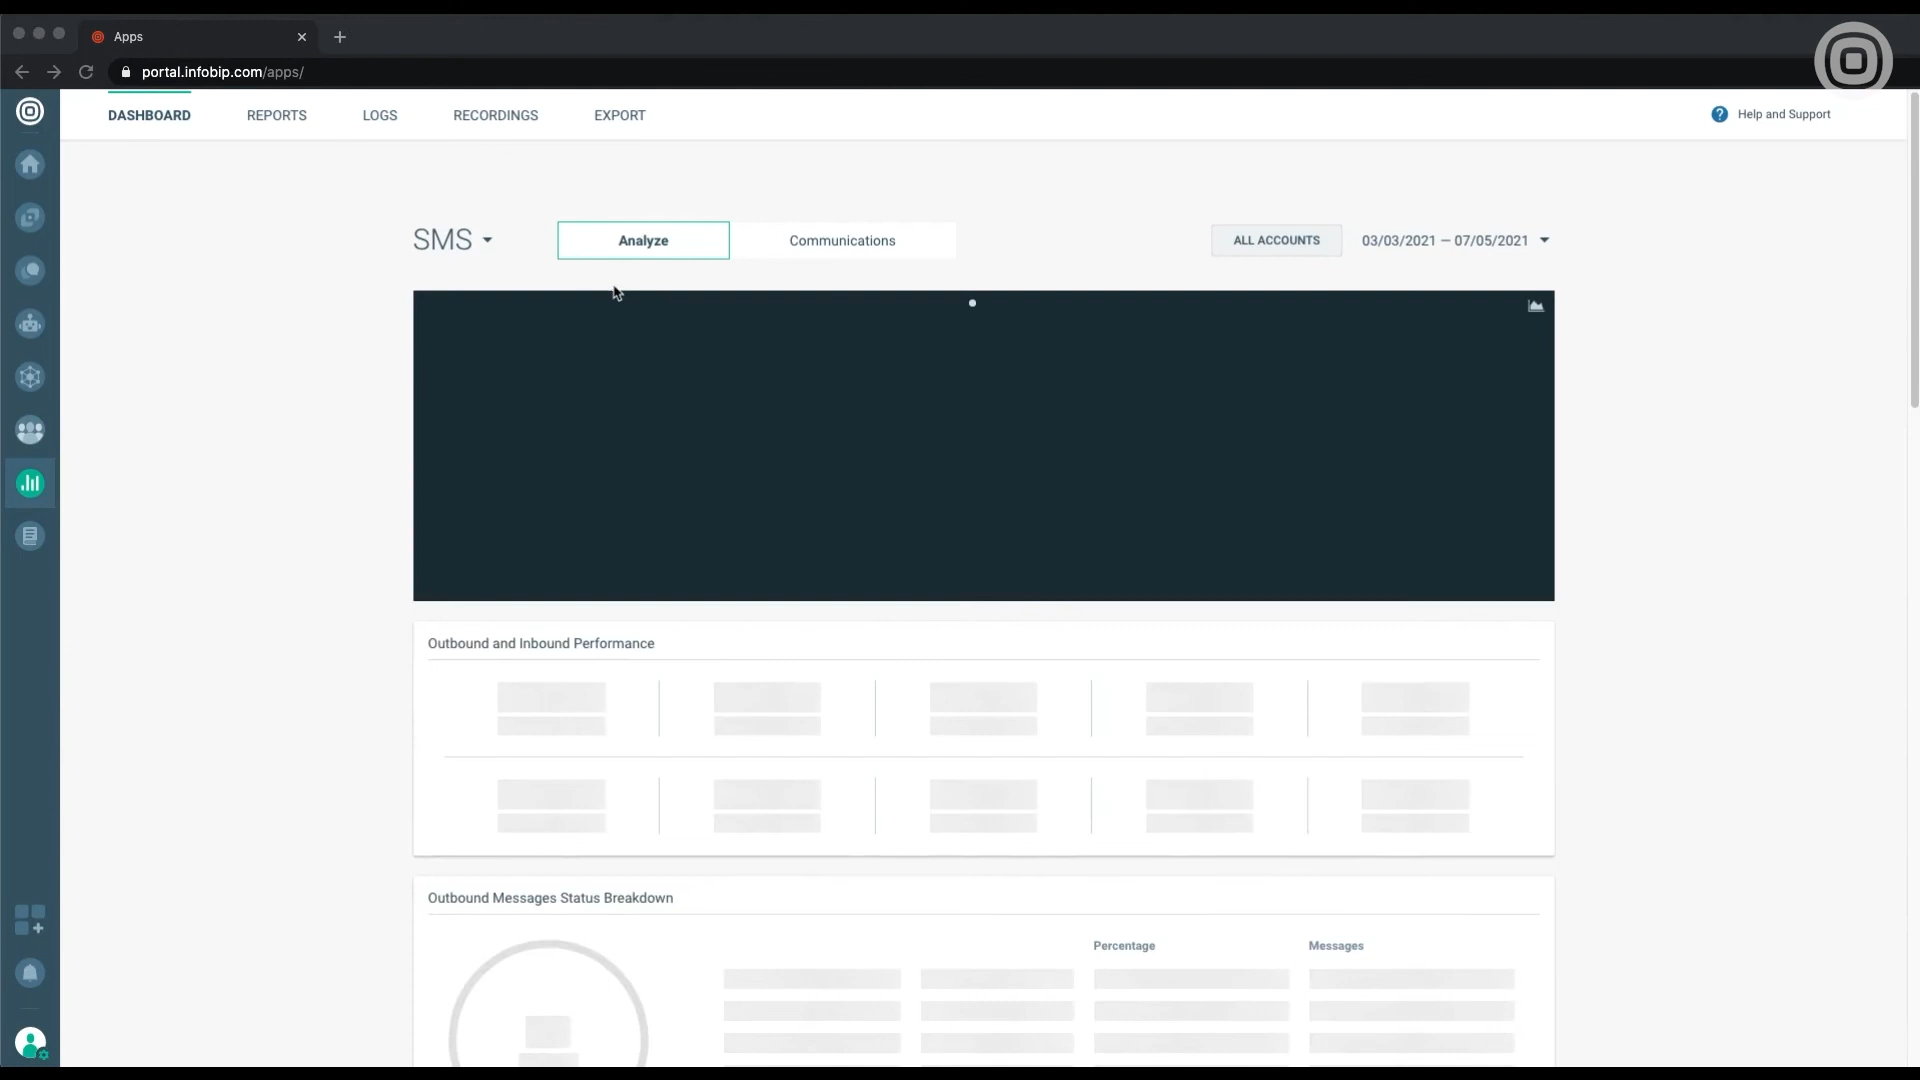 Apps
portal.infobip.com/apps/
DASHBOARD
REPORTS
LOGS
RECORDINGS
EXPORT
Help and Support
SMS
Analyze
Communications
ALL ACCOUNTS
03/03/2021 — 07/05/2021
Outbound and Inbound Performance
Outbound Messages Status Breakdown
Percentage
Messages